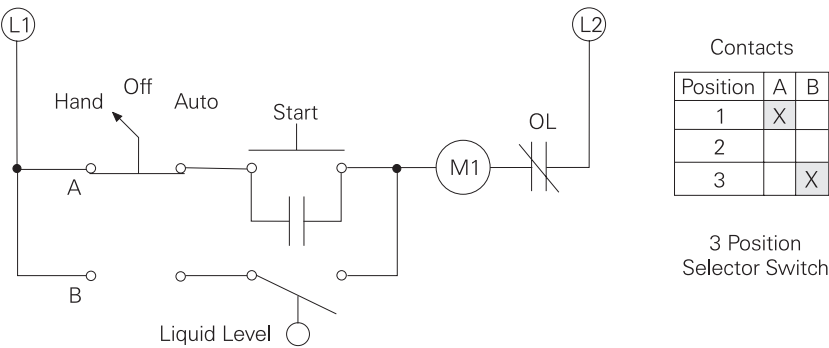 L1
L2
Hand
Off
Auto
Start
OL
A
M1
B
Liquid Level
Contacts
Position A B
1 X
2
3 X
3 Position
Selector Switch